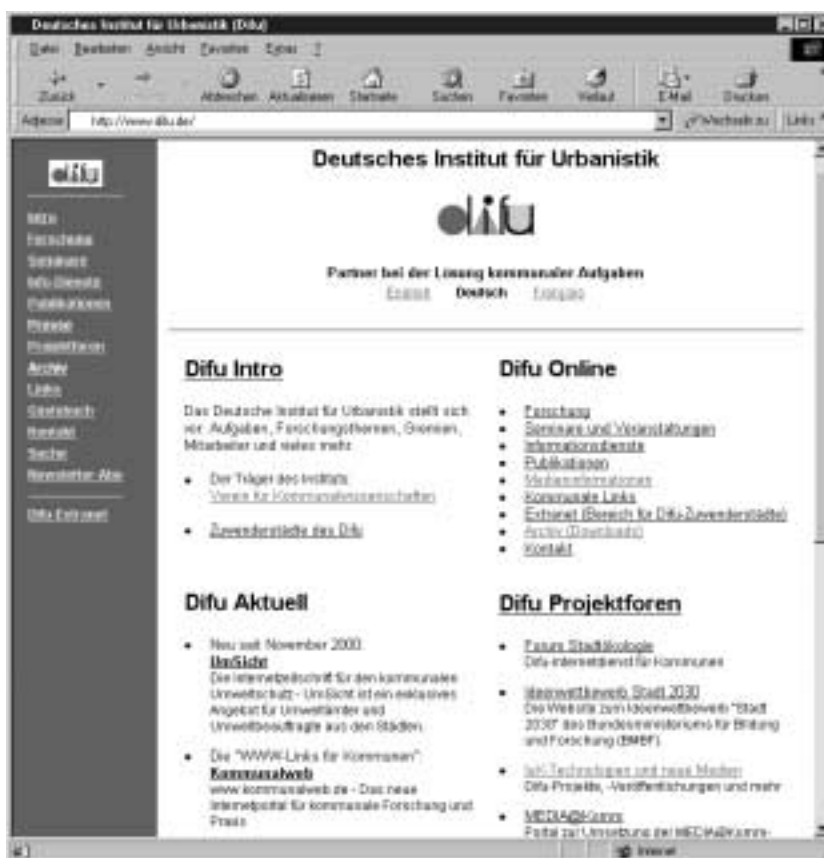 Deutsches Institut für Urbanistik (Difu)
Datei Bearbeiten Ansicht Favoriten Extras ?
Zurück Abbrechen Aktualisieren Startseite Suchen Favoriten Verlauf E-Mail Drucken
Adresse http://www.difu.de/ Wechseln zu Links
difu
Intro
Forschung
Seminare
Info-Dienste
Publikationen
Presse
Projektforen
Archiv
Links
Gästebuch
Kontakt
Suche
Newsletter-Abo
Difu-Extranet
Deutsches Institut für Urbanistik
difu
Partner bei der Lösung kommunaler Aufgaben
English Deutsch Français
Difu Intro
Das Deutsche Institut für Urbanistik stellt sich
vor: Aufgaben, Forschungsthemen, Gremien,
Mitarbeiter und vieles mehr.
• Der Träger des Instituts:
Verein für Kommunalwissenschaften
• Zuwenderstädte des Difu
Difu Online
• Forschung
• Seminare und Veranstaltungen
• Informationsdienste
• Publikationen
• Medieninformationen
• Kommunale Links
• Extranet (Bereich für Difu-Zuwenderstädte)
• Archiv (Downloads)
• Kontakt
Difu Aktuell
• Neu seit November 2000:
UmSicht
Die Internetzeitschrift für den kommunalen
Umweltschutz - UmSicht ist ein exklusives
Angebot für Umweltämter und
Umweltbeauftragte aus den Städten.
• Die "WWW-Links für Kommunen":
Kommunalweb
www.kommunalweb.de - Das neue
Internetportal für kommunale Forschung und
Praxis
Difu Projektforen
• Forum Stadtökologie
Difu-Internetdienst für Kommunen
• Ideenwettbewerb Stadt 2030
Die Website zum Ideenwettbewerb "Stadt
2030" des Bundesministeriums für Bildung
und Forschung (BMBF).
• IuK-Technologien und neue Medien
Difu-Projekte, -Veröffentlichungen und mehr
• MEDIA@Komm
Portal zur Umsetzung der MEDIA@Komm-
Internet